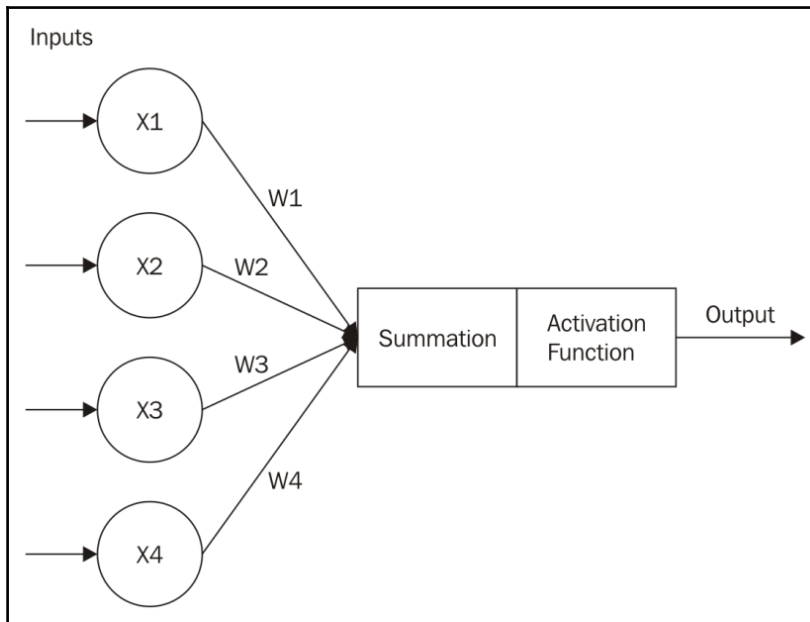 Inputs
X1
W1
X2
W2
Summation
Activation
Function
Output
W3
X3
W4
X4